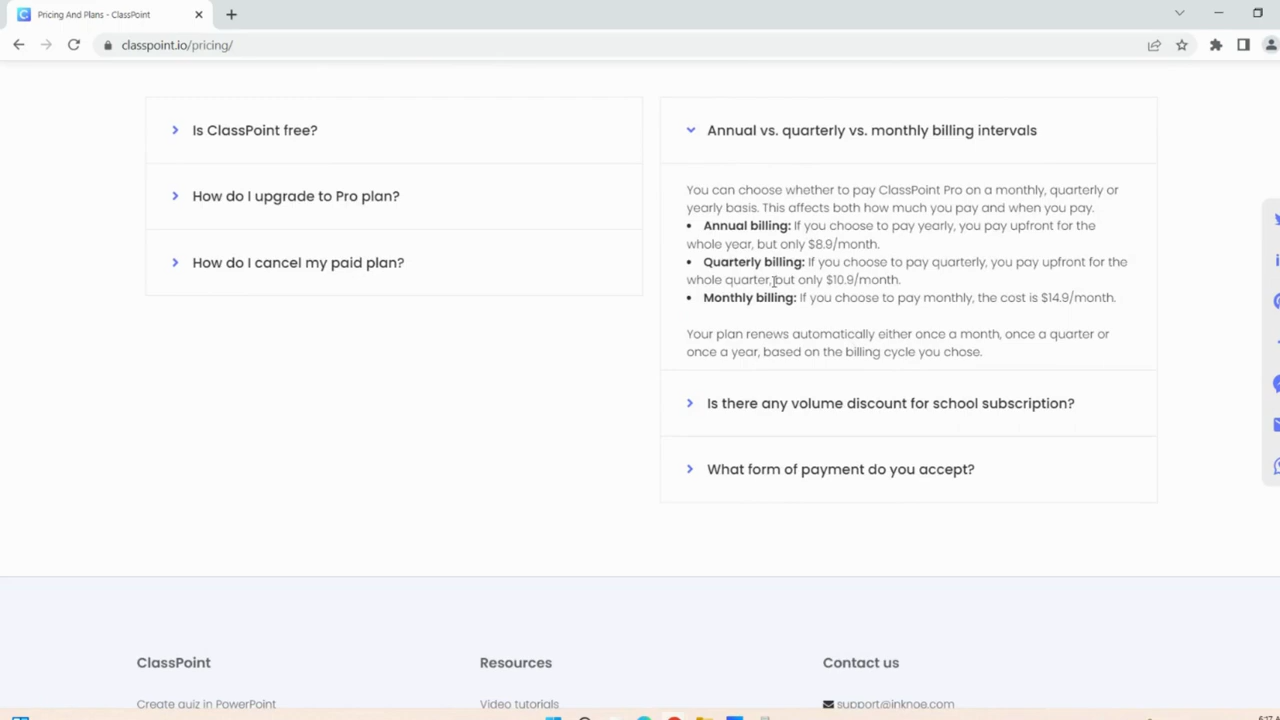 Pricing And Plans - ClassPoint
classpoint.io/pricing/
Is ClassPoint free?
How do I upgrade to Pro plan?
How do I cancel my paid plan?
Annual vs. quarterly vs. monthly billing intervals
You can choose whether to pay ClassPoint Pro on a monthly, quarterly or
yearly basis. This affects both how much you pay and when you pay.
• Annual billing: If you choose to pay yearly, you pay upfront for the
whole year, but only $8.9/month.
• Quarterly billing: If you choose to pay quarterly, you pay upfront for the
whole quarter, but only $10.9/month.
• Monthly billing: If you choose to pay monthly, the cost is $14.9/month.
Your plan renews automatically either once a month, once a quarter or
once a year, based on the billing cycle you chose.
Is there any volume discount for school subscription?
What form of payment do you accept?
ClassPoint
Create quiz in PowerPoint
Resources
Video tutorials
Contact us
support@inknoe.com